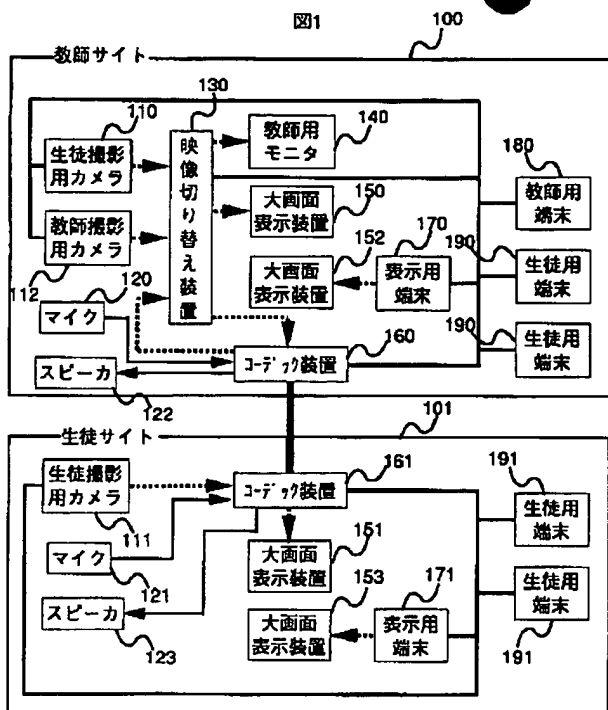 図1
100
教師サイト
130
110
生徒撮影
用カメラ
映像切り替え装置
教師用
モニタ
140
180
教師用
端末
大画面
表示装置
150
教師撮影
用カメラ
112
120
152
170
190
生徒用
端末
大画面
表示装置
表示用
端末
マイク
160
190
生徒用
端末
コーデック装置
スピーカ
122
101
生徒サイト
161
生徒撮影
用カメラ
111
コーデック装置
191
生徒用
端末
151
大画面
表示装置
マイク
121
153
171
生徒用
端末
191
スピーカ
123
大画面
表示装置
表示用
端末